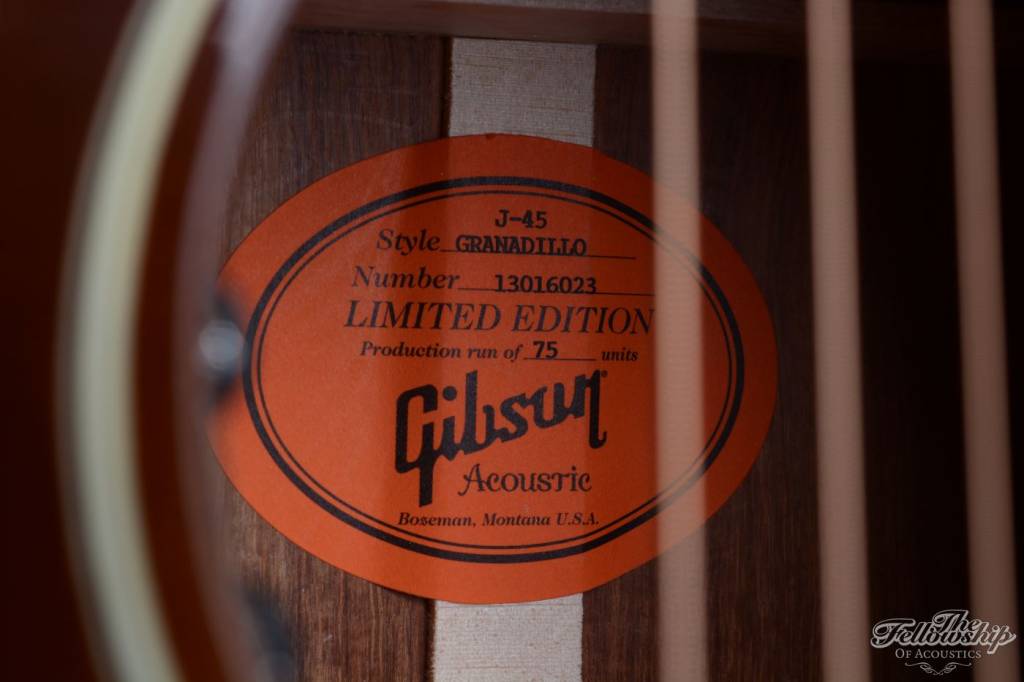 J-45
Style GRANADILLO
Number 13016023
LIMITED EDITION
Production run of 75 units
Gibson®
Acoustic
Bozeman, Montana U.S.A.
The
Fellowship
OF ACOUSTICS